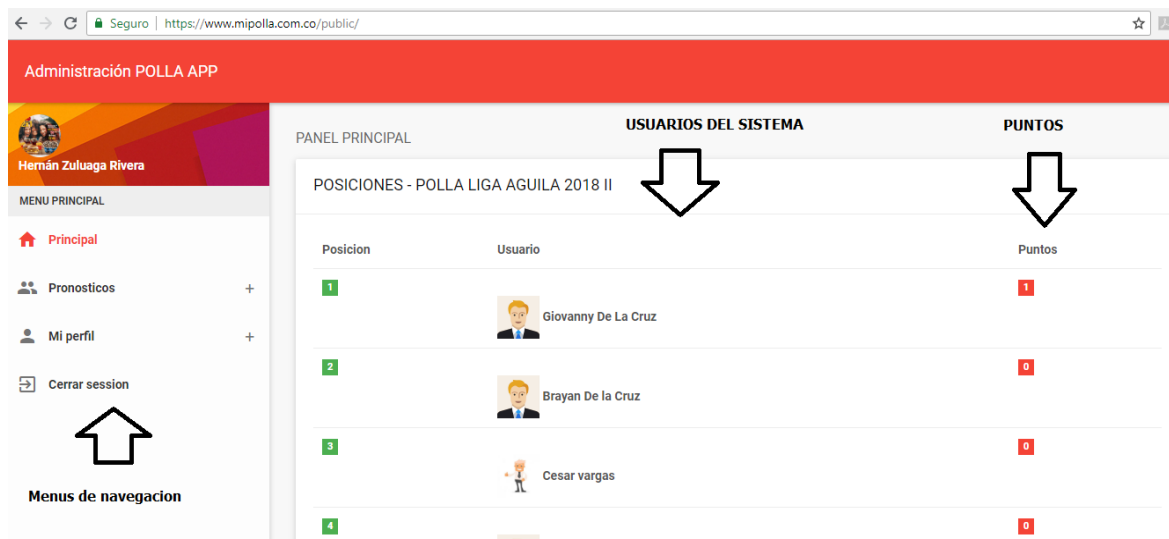 Seguro | https://www.mipolla.com.co/public/
Administración POLLA APP
Hernán Zuluaga Rivera
MENU PRINCIPAL
Principal
Pronosticos +
Mi perfil +
Cerrar session
Menus de navegacion
USUARIOS DEL SISTEMA PUNTOS
PANEL PRINCIPAL
POSICIONES - POLLA LIGA AGUILA 2018 II
Posicion Usuario Puntos
1 Giovanny De La Cruz 1
2 Brayan De la Cruz 0
3 Cesar vargas 0
4 0